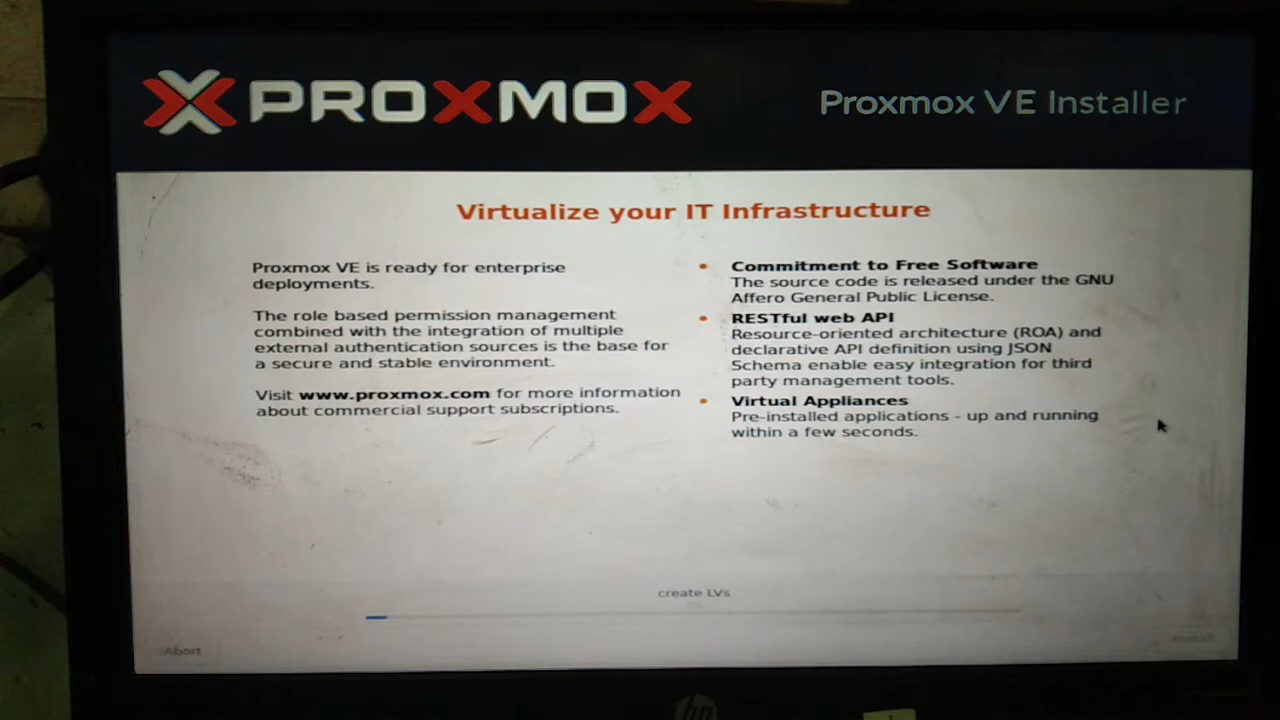 PROXMOX
Proxmox VE Installer
Virtualize your IT Infrastructure
Proxmox VE is ready for enterprise
deployments.
The role based permission management
combined with the integration of multiple
external authentication sources is the base for
a secure and stable environment.
Visit www.proxmox.com for more information
about commercial support subscriptions.
Commitment to Free Software
The source code is released under the GNU
Affero General Public License.
RESTful web API
Resource-oriented architecture (ROA) and
declarative API definition using JSON
Schema enable easy integration for third
party management tools.
Virtual Appliances
Pre-installed applications - up and running
within a few seconds.
create LVs
Abort
hp